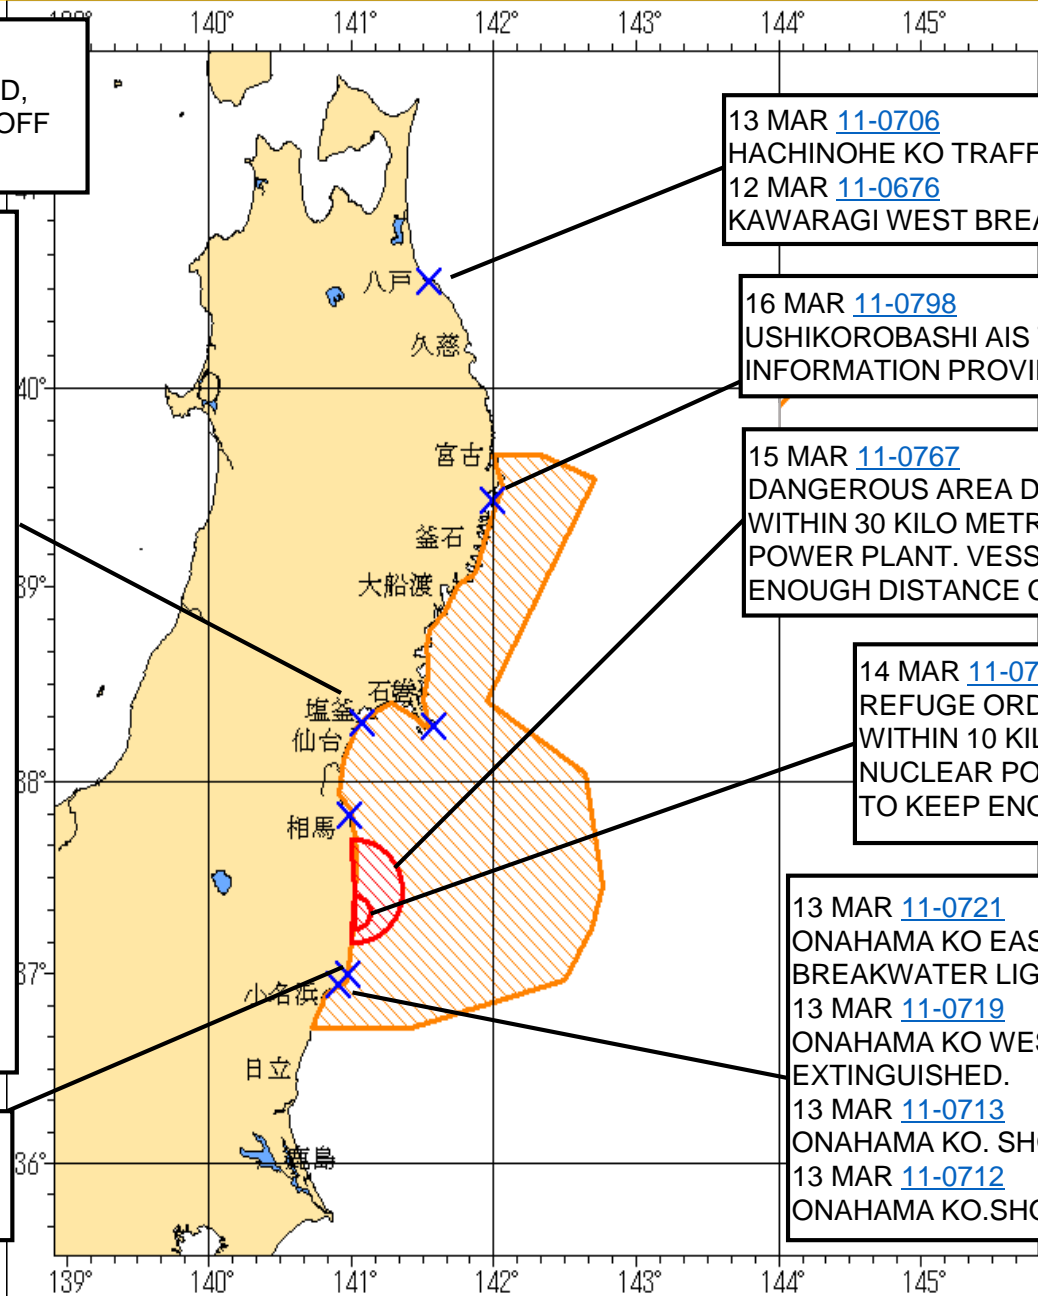 139° 140° 141° 142° 143° 144° 145°
D,
OFF
13 MAR 11-0706
HACHINOHE KO TRAFF
12 MAR 11-0676
KAWARAGI WEST BREA
八戸
16 MAR 11-0798
USHIKOROBASHI AIS
INFORMATION PROVI
久慈
40°
15 MAR 11-0767
DANGEROUS AREA D
WITHIN 30 KILO METR
POWER PLANT. VESS
ENOUGH DISTANCE
宮古
釜石
大船渡
39°
14 MAR 11-07
REFUGE ORD
WITHIN 10 KIL
NUCLEAR PO
TO KEEP ENO
石巻
塩釜
仙台
38°
相馬
13 MAR 11-0721
ONAHAMA KO EAS
BREAKWATER LIG
13 MAR 11-0719
ONAHAMA KO WES
EXTINGUISHED.
13 MAR 11-0713
ONAHAMA KO. SHO
13 MAR 11-0712
ONAHAMA KO.SHO
37°
小名浜
日立
36°
鹿島
139° 140° 141° 142° 143° 144° 145°